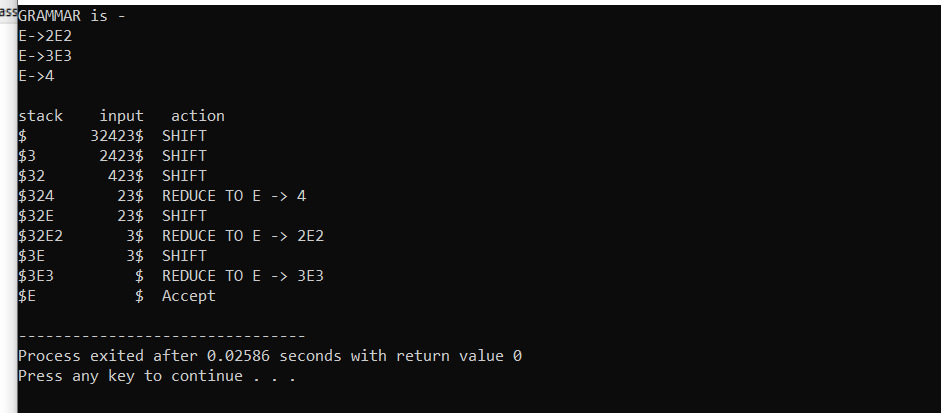 ass
GRAMMAR is -
E->2E2
E->3E3
E->4
stack    input   action
$       32423$  SHIFT
$3       2423$  SHIFT
$32       423$  SHIFT
$324       23$  REDUCE TO E -> 4
$32E       23$  SHIFT
$32E2       3$  REDUCE TO E -> 2E2
$3E         3$  SHIFT
$3E3         $  REDUCE TO E -> 3E3
$E           $  Accept
--------------------------------
Process exited after 0.02586 seconds with return value 0
Press any key to continue . . .